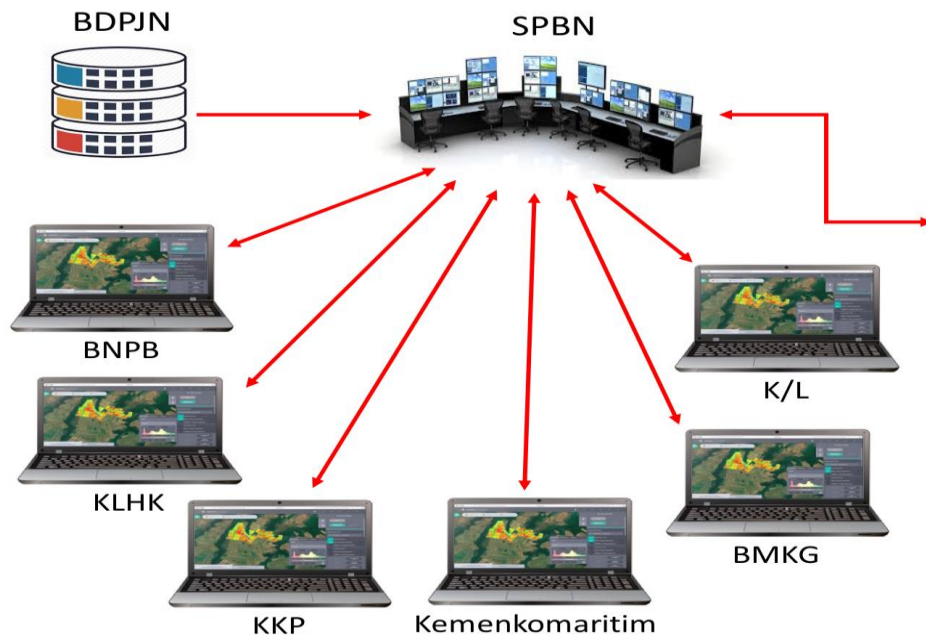 BDPJN
SPBN
BNPB
K/L
KLHK
BMKG
KKP
Kemenkomaritim